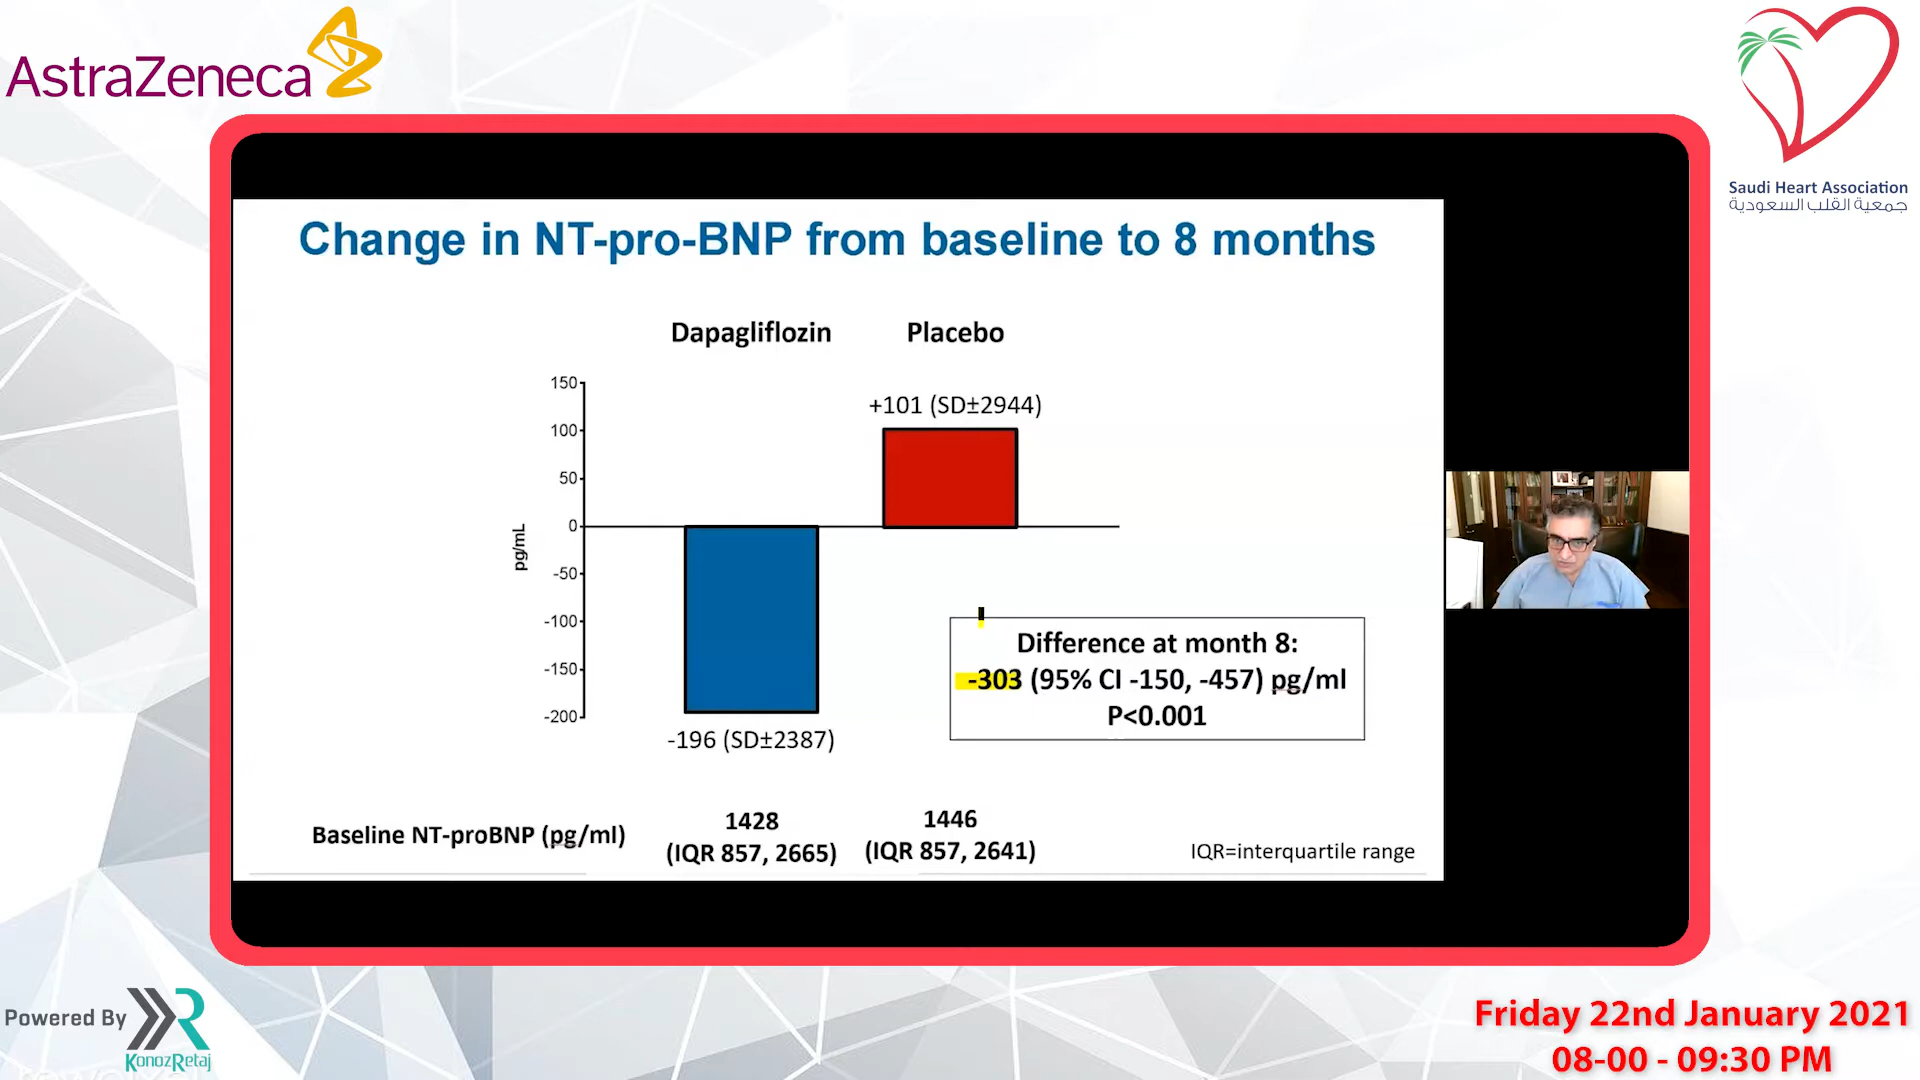 AstraZeneca
Saudi Heart Association
جمعية القلب السعودية
Change in NT-pro-BNP from baseline to 8 months
Dapagliflozin Placebo
150
100
50
0
-50
-100
-150
-200
pg/mL
+101 (SD±2944)
-196 (SD±2387)
Difference at month 8:
-303 (95% CI -150, -457) pg/ml
P<0.001
Baseline NT-proBNP (pg/ml)
1428
(IQR 857, 2665)
1446
(IQR 857, 2641)
IQR=interquartile range
Powered By
KonozRetaj
Friday 22nd January 2021
08-00 - 09:30 PM